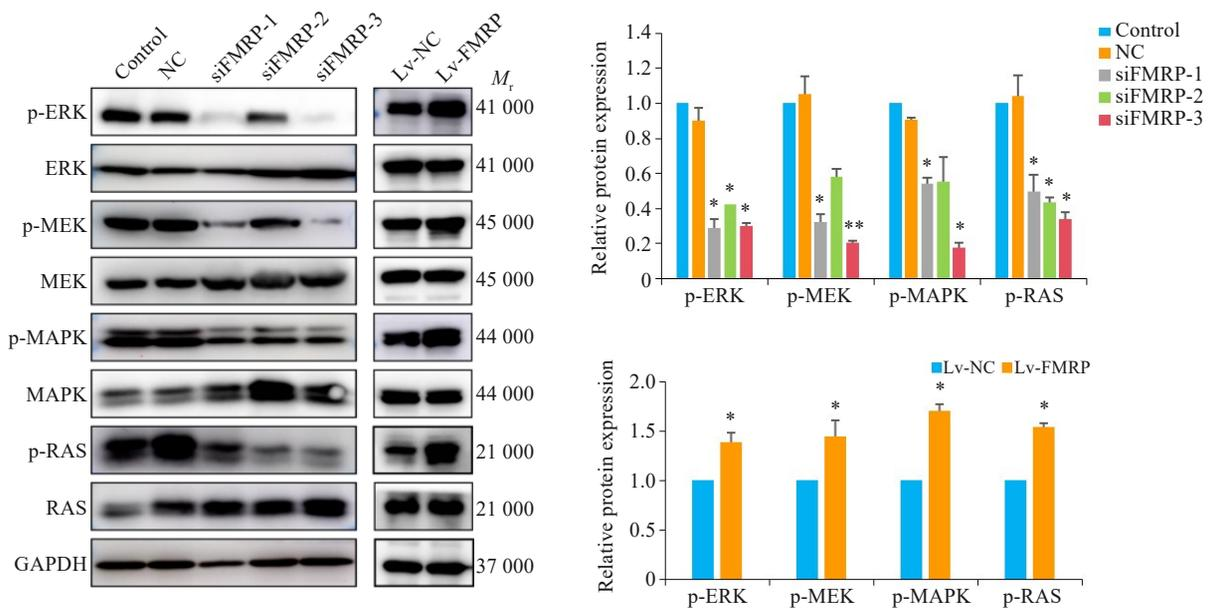 Control NC siFMRP-1 siFMRP-2 siFMRP-3 Lv-NC Lv-FMRP
Mr
p-ERK 41 000
ERK 41 000
p-MEK 45 000
MEK 45 000
p-MAPK 44 000
MAPK 44 000
p-RAS 21 000
RAS 21 000
GAPDH 37 000
Relative protein expression
1.4
1.2
1.0
0.8
0.6
0.4
0.2
0
* * *
* **
* *
* * *
p-ERK p-MEK p-MAPK p-RAS
Control
NC
siFMRP-1
siFMRP-2
siFMRP-3
Relative protein expression
2.0
1.5
1.0
0.5
0
Lv-NC Lv-FMRP
* * * *
p-ERK p-MEK p-MAPK p-RAS